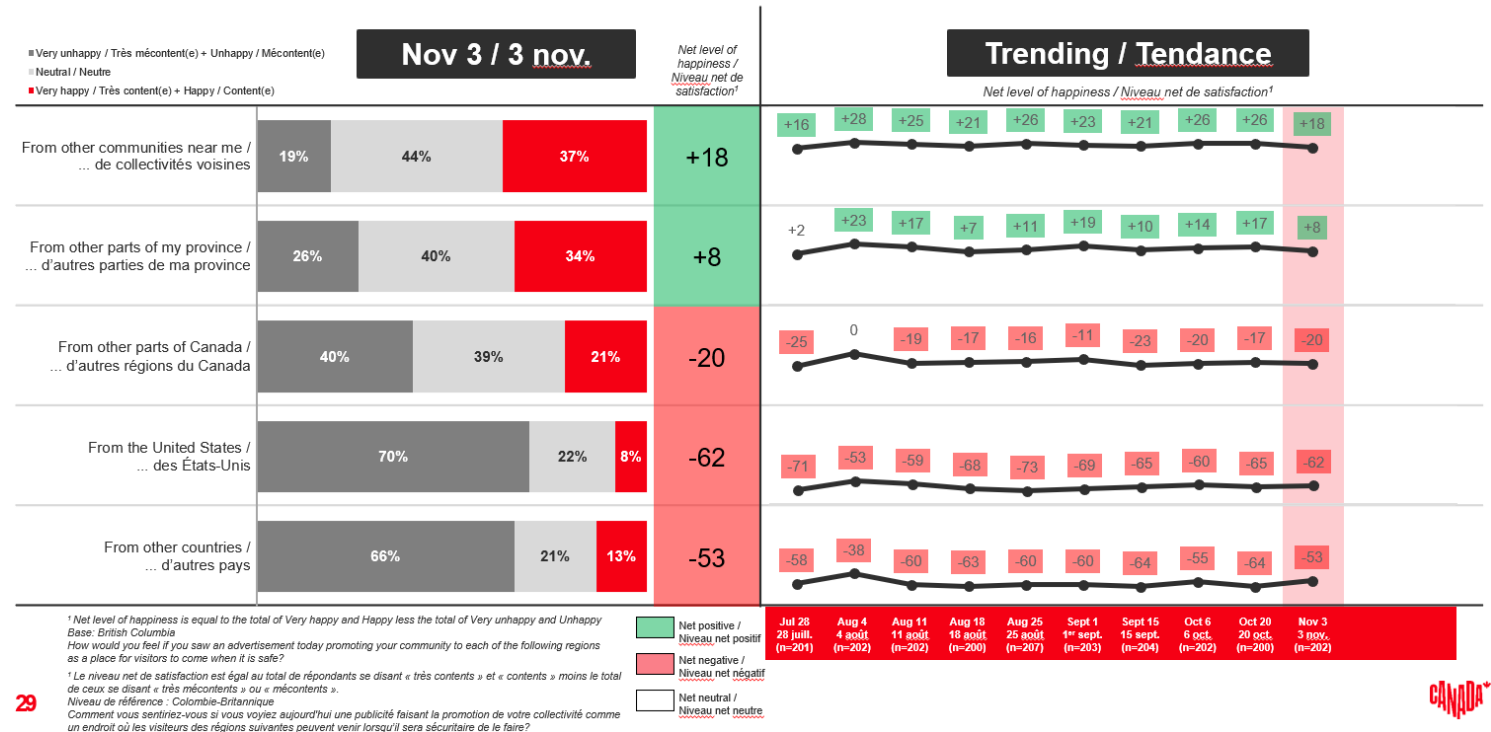 Very unhappy / Très mécontent(e) + Unhappy / Mécontent(e)
Neutral / Neutre
Very happy / Très content(e) + Happy / Content(e)
Nov 3 / 3 nov.
Net level of
happiness /
Niveau net de
satisfaction¹
Trending / Tendance
Net level of happiness / Niveau net de satisfaction¹
From other communities near me /
... de collectivités voisines
19% 44% 37%
+18
+16 +28 +25 +21 +26 +23 +21 +26 +26 +18
From other parts of my province /
... d'autres parties de ma province
26% 40% 34%
+8
+2 +23 +17 +7 +11 +19 +10 +14 +17 +8
From other parts of Canada /
... d'autres régions du Canada
40% 39% 21%
-20
-25 0 -19 -17 -16 -11 -23 -20 -17 -20
From the United States /
... des États-Unis
70% 22% 8%
-62
-71 -53 -59 -68 -73 -69 -65 -60 -65 -62
From other countries /
... d'autres pays
66% 21% 13%
-53
-58 -38 -60 -63 -60 -60 -64 -55 -64 -53
Jul 28 Aug 4 Aug 11 Aug 18 Aug 25 Sept 1 Sept 15 Oct 6 Oct 20 Nov 3
28 juill. 4 août 11 août 18 août 25 août 1er sept. 15 sept. 6 oct. 20 oct. 3 nov.
(n=201) (n=202) (n=202) (n=200) (n=207) (n=203) (n=204) (n=202) (n=200) (n=202)
¹ Net level of happiness is equal to the total of Very happy and Happy less the total of Very unhappy and Unhappy
Base: British Columbia
How would you feel if you saw an advertisement today promoting your community to each of the following regions
as a place for visitors to come when it is safe?
¹ Le niveau net de satisfaction est égal au total de répondants se disant « très contents » et « contents » moins le total
de ceux se disant « très mécontents » ou « mécontents ».
Niveau de référence : Colombie-Britannique
Comment vous sentiriez-vous si vous voyiez aujourd'hui une publicité faisant la promotion de votre collectivité comme
un endroit où les visiteurs des régions suivantes peuvent venir lorsqu'il sera sécuritaire de le faire?
Net positive /
Niveau net positif
Net negative /
Niveau net négatif
Net neutral /
Niveau net neutre
29
CANADA